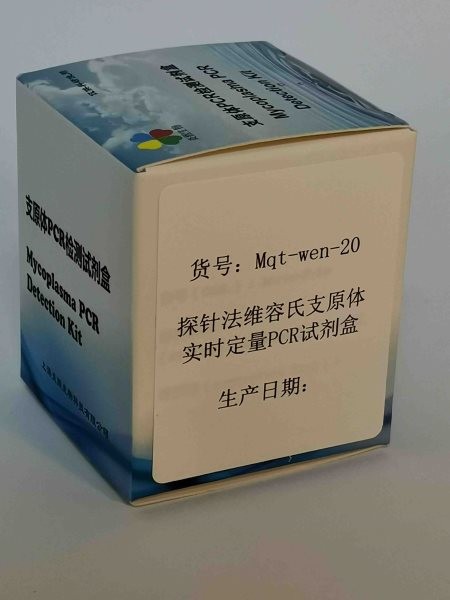 支原体PCR检测试剂盒
Mycoplasma PCR
Detection Kit
货号：Mqt-wen-20
探针法维容氏支原体
实时定量PCR试剂盒
生产日期：
支原体PCR检测试剂盒
Mycoplasma PCR
Detection Kit